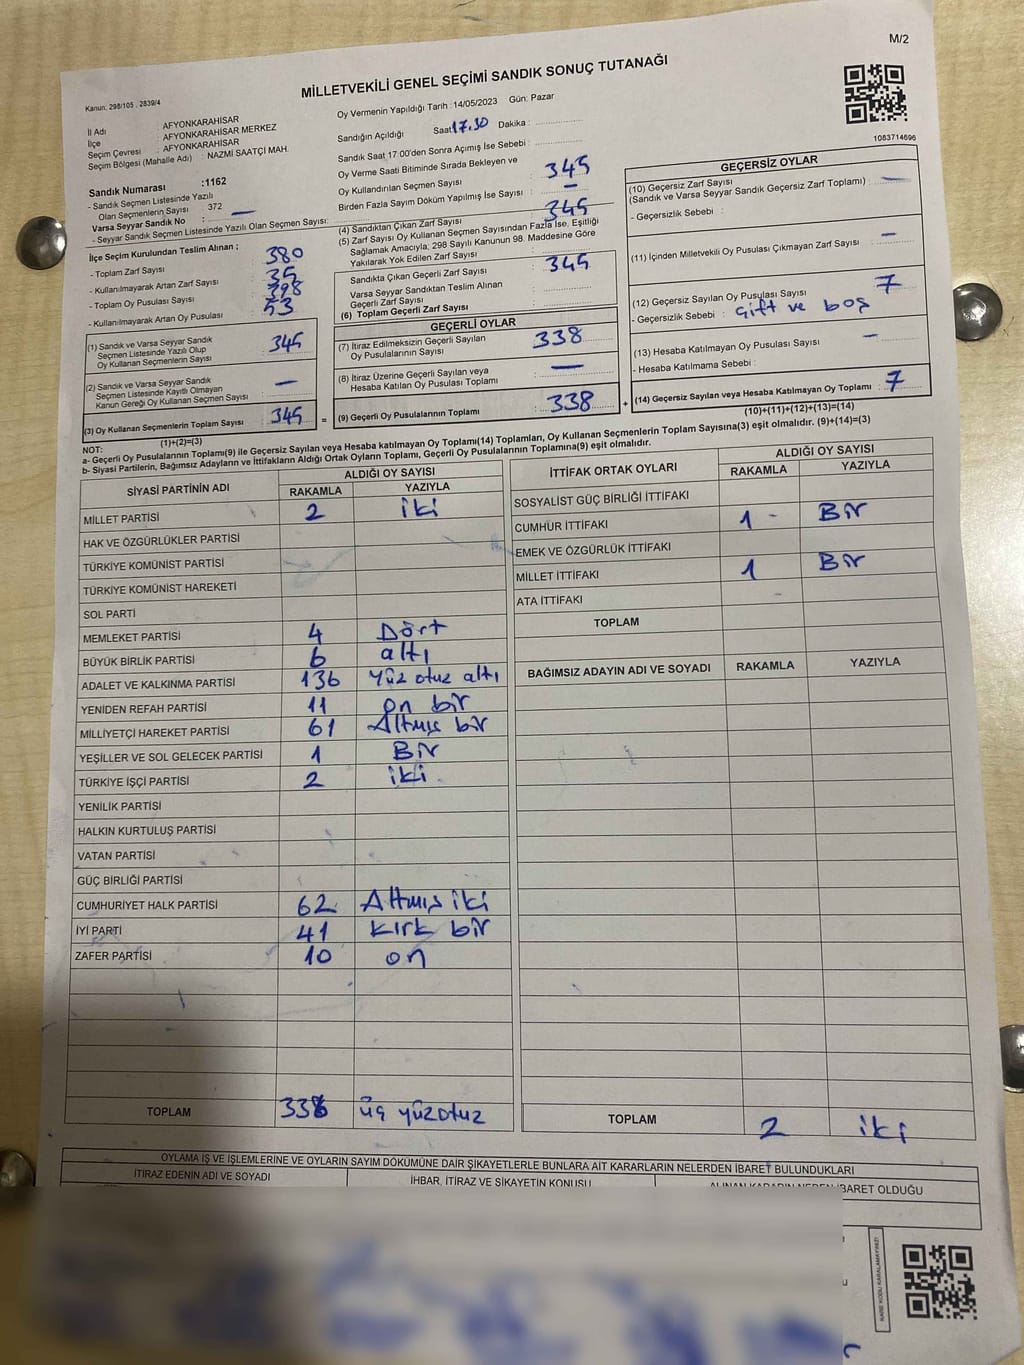 M/2
MİLLETVEKİLİ GENEL SEÇİMİ SANDIK SONUÇ TUTANAĞI
Kanun: 298/105 , 2839/4
1083714696
İl Adı : AFYONKARAHİSAR
İlçe : AFYONKARAHİSAR MERKEZ
Seçim Çevresi : AFYONKARAHİSAR
Seçim Bölgesi (Mahalle Adı) : NAZMİ SAATÇİ MAH.
Sandık Numarası :1162
- Sandık Seçmen Listesinde Yazılı
Olan Seçmenlerin Sayısı : 372
Varsa Seyyar Sandık No : —
- Seyyar Sandık Seçmen Listesinde Yazılı Olan Seçmen Sayısı:
İlçe Seçim Kurulundan Teslim Alınan ;
- Toplam Zarf Sayısı : 380
- Kullanılmayarak Artan Zarf Sayısı : 35
- Toplam Oy Pusulası Sayısı : 398
- Kullanılmayarak Artan Oy Pusulası : 53
(1) Sandık ve Varsa Seyyar Sandık
Seçmen Listesinde Yazılı Olup
Oy Kullanan Seçmenlerin Sayısı : 345
(2) Sandık ve Varsa Seyyar Sandık
Seçmen Listesinde Kayıtlı Olmayan
Kanun Gereği Oy Kullanan Seçmen Sayısı : —
(3) Oy Kullanan Seçmenlerin Toplam Sayısı : 345
(1)+(2)=(3)
Oy Vermenin Yapıldığı Tarih : 14/05/2023 Gün: Pazar
Sandığın Açıldığı Saat 17.30 Dakika :
Sandık Saat 17:00'den Sonra Açımış İse Sebebi :
Oy Verme Saati Bitiminde Sırada Bekleyen ve
Oy Kullandırılan Seçmen Sayısı : 345
Birden Fazla Sayım Döküm Yapılmış İse Sayısı : —
(4) Sandıktan Çıkan Zarf Sayısı : 345
(5) Zarf Sayısı Oy Kullanan Seçmen Sayısından Fazla İse, Eşitliği
Sağlamak Amacıyla; 298 Sayılı Kanunun 98. Maddesine Göre
Yakılarak Yok Edilen Zarf Sayısı :
Sandıkta Çıkan Geçerli Zarf Sayısı : 345
Varsa Seyyar Sandıktan Teslim Alınan
Geçerli Zarf Sayısı :
(6) Toplam Geçerli Zarf Sayısı :
GEÇERLİ OYLAR
(7) İtiraz Edilmeksizin Geçerli Sayılan
Oy Pusulalarının Sayısı : 338
(8) İtiraz Üzerine Geçerli Sayılan veya
Hesaba Katılan Oy Pusulası Toplamı : —
= (9) Geçerli Oy Pusulalarının Toplamı : 338 +
GEÇERSİZ OYLAR
(10) Geçersiz Zarf Sayısı
(Sandık ve Varsa Seyyar Sandık Geçersiz Zarf Toplamı) : —
- Geçersizlik Sebebi :
(11) İçinden Milletvekili Oy Pusulası Çıkmayan Zarf Sayısı : —
(12) Geçersiz Sayılan Oy Pusulası Sayısı : 7
- Geçersizlik Sebebi : çift ve boş
(13) Hesaba Katılmayan Oy Pusulası Sayısı : —
- Hesaba Katılmama Sebebi :
(14) Geçersiz Sayılan veya Hesaba Katılmayan Oy Toplamı : 7
(10)+(11)+(12)+(13)=(14)
NOT:
a- Geçerli Oy Pusulalarının Toplamı(9) ile Geçersiz Sayılan veya Hesaba katılmayan Oy Toplamı(14) Toplamları, Oy Kullanan Seçmenlerin Toplam Sayısına(3) eşit olmalıdır. (9)+(14)=(3)
b- Siyasi Partilerin, Bağımsız Adayların ve İttifakların Aldığı Ortak Oyların Toplamı, Geçerli Oy Pusulalarının Toplamına(9) eşit olmalıdır.
SİYASİ PARTİNİN ADI ALDIĞI OY SAYISI
RAKAMLA YAZIYLA
MİLLET PARTİSİ 2 iki
HAK VE ÖZGÜRLÜKLER PARTİSİ
TÜRKİYE KOMÜNİST PARTİSİ
TÜRKİYE KOMÜNİST HAREKETİ
SOL PARTİ
MEMLEKET PARTİSİ 4 Dört
BÜYÜK BİRLİK PARTİSİ 6 altı
ADALET VE KALKINMA PARTİSİ 136 Yüz otuz altı
YENİDEN REFAH PARTİSİ 11 on bir
MİLLİYETÇİ HAREKET PARTİSİ 61 Altmış bir
YEŞİLLER VE SOL GELECEK PARTİSİ 1 Bir
TÜRKİYE İŞÇİ PARTİSİ 2 iki
YENİLİK PARTİSİ
HALKIN KURTULUŞ PARTİSİ
VATAN PARTİSİ
GÜÇ BİRLİĞİ PARTİSİ
CUMHURİYET HALK PARTİSİ 62 Altmış iki
İYİ PARTİ 41 Kırk bir
ZAFER PARTİSİ 10 on
TOPLAM 336 üç yüzotuz
İTTİFAK ORTAK OYLARI ALDIĞI OY SAYISI
RAKAMLA YAZIYLA
SOSYALİST GÜÇ BİRLİĞİ İTTİFAKI
CUMHUR İTTİFAKI 1 Bir
EMEK VE ÖZGÜRLÜK İTTİFAKI
MİLLET İTTİFAKI 1 Bir
ATA İTTİFAKI
TOPLAM
BAĞIMSIZ ADAYIN ADI VE SOYADI RAKAMLA YAZIYLA
TOPLAM 2 iki
OYLAMA İŞ VE İŞLEMLERİNE VE OYLARIN SAYIM DÖKÜMÜNE DAİR ŞİKAYETLERLE BUNLARA AİT KARARLARIN NELERDEN İBARET BULUNDUKLARI
İTİRAZ EDENİN ADI VE SOYADI İHBAR, İTİRAZ VE ŞİKAYETİN KONUSU ALINAN KARARIN NEDEN İBARET OLDUĞU
KARE KODU KARALAMAYINIZ!